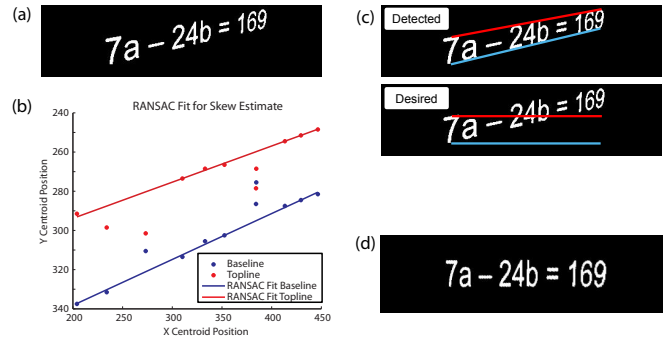 (a)
7a – 24b = 169
(b)
RANSAC Fit for Skew Estimate
Y Centroid Position
240
260
280
300
320
340
200
250
300
350
400
450
X Centroid Position
Baseline
Topline
RANSAC Fit Baseline
RANSAC Fit Topline
(c)
Detected
7a – 24b = 169
Desired
7a – 24b = 169
(d)
7a – 24b = 169